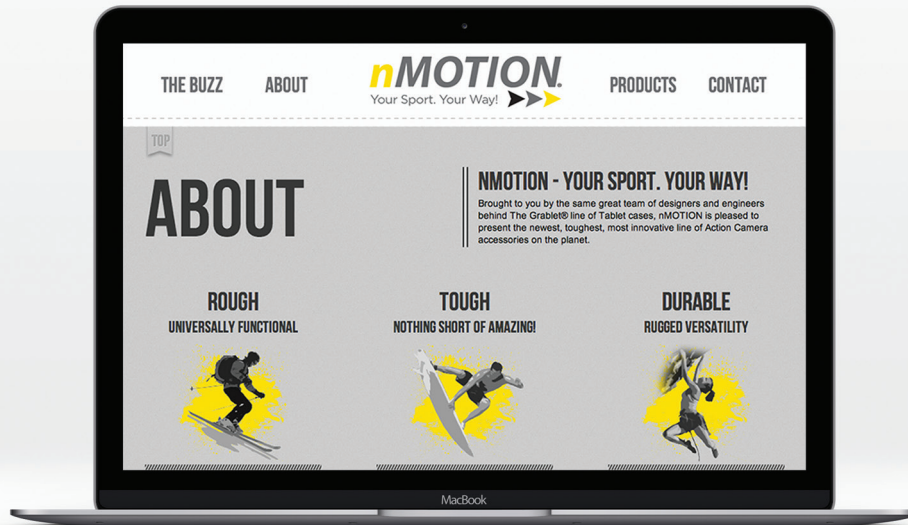 THE BUZZ ABOUT nMOTION. PRODUCTS CONTACT
Your Sport. Your Way!
TOP
ABOUT
NMOTION - YOUR SPORT. YOUR WAY!
Brought to you by the same great team of designers and engineers
behind The Grablet® line of Tablet cases, nMOTION is pleased to
present the newest, toughest, most innovative line of Action Camera
accessories on the planet.
ROUGH
UNIVERSALLY FUNCTIONAL
TOUGH
NOTHING SHORT OF AMAZING!
DURABLE
RUGGED VERSATILITY
MacBook